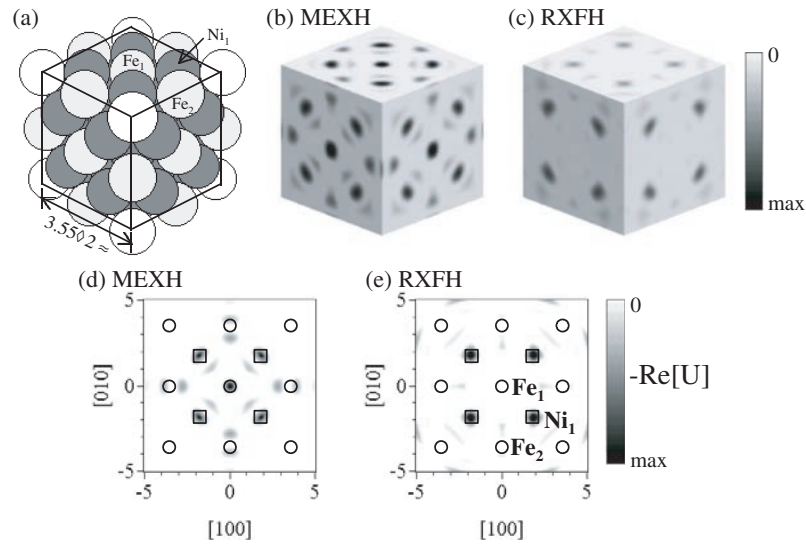 (a)
Ni1
Fe1
Fe2
3.55◊2 ≈
(b) MEXH
(c) RXFH
0
max
(d) MEXH
5
0
-5
[010]
-5 0 5
[100]
(e) RXFH
5
0
-5
[010]
Fe1
Ni1
Fe2
-5 0 5
[100]
0
-Re[U]
max